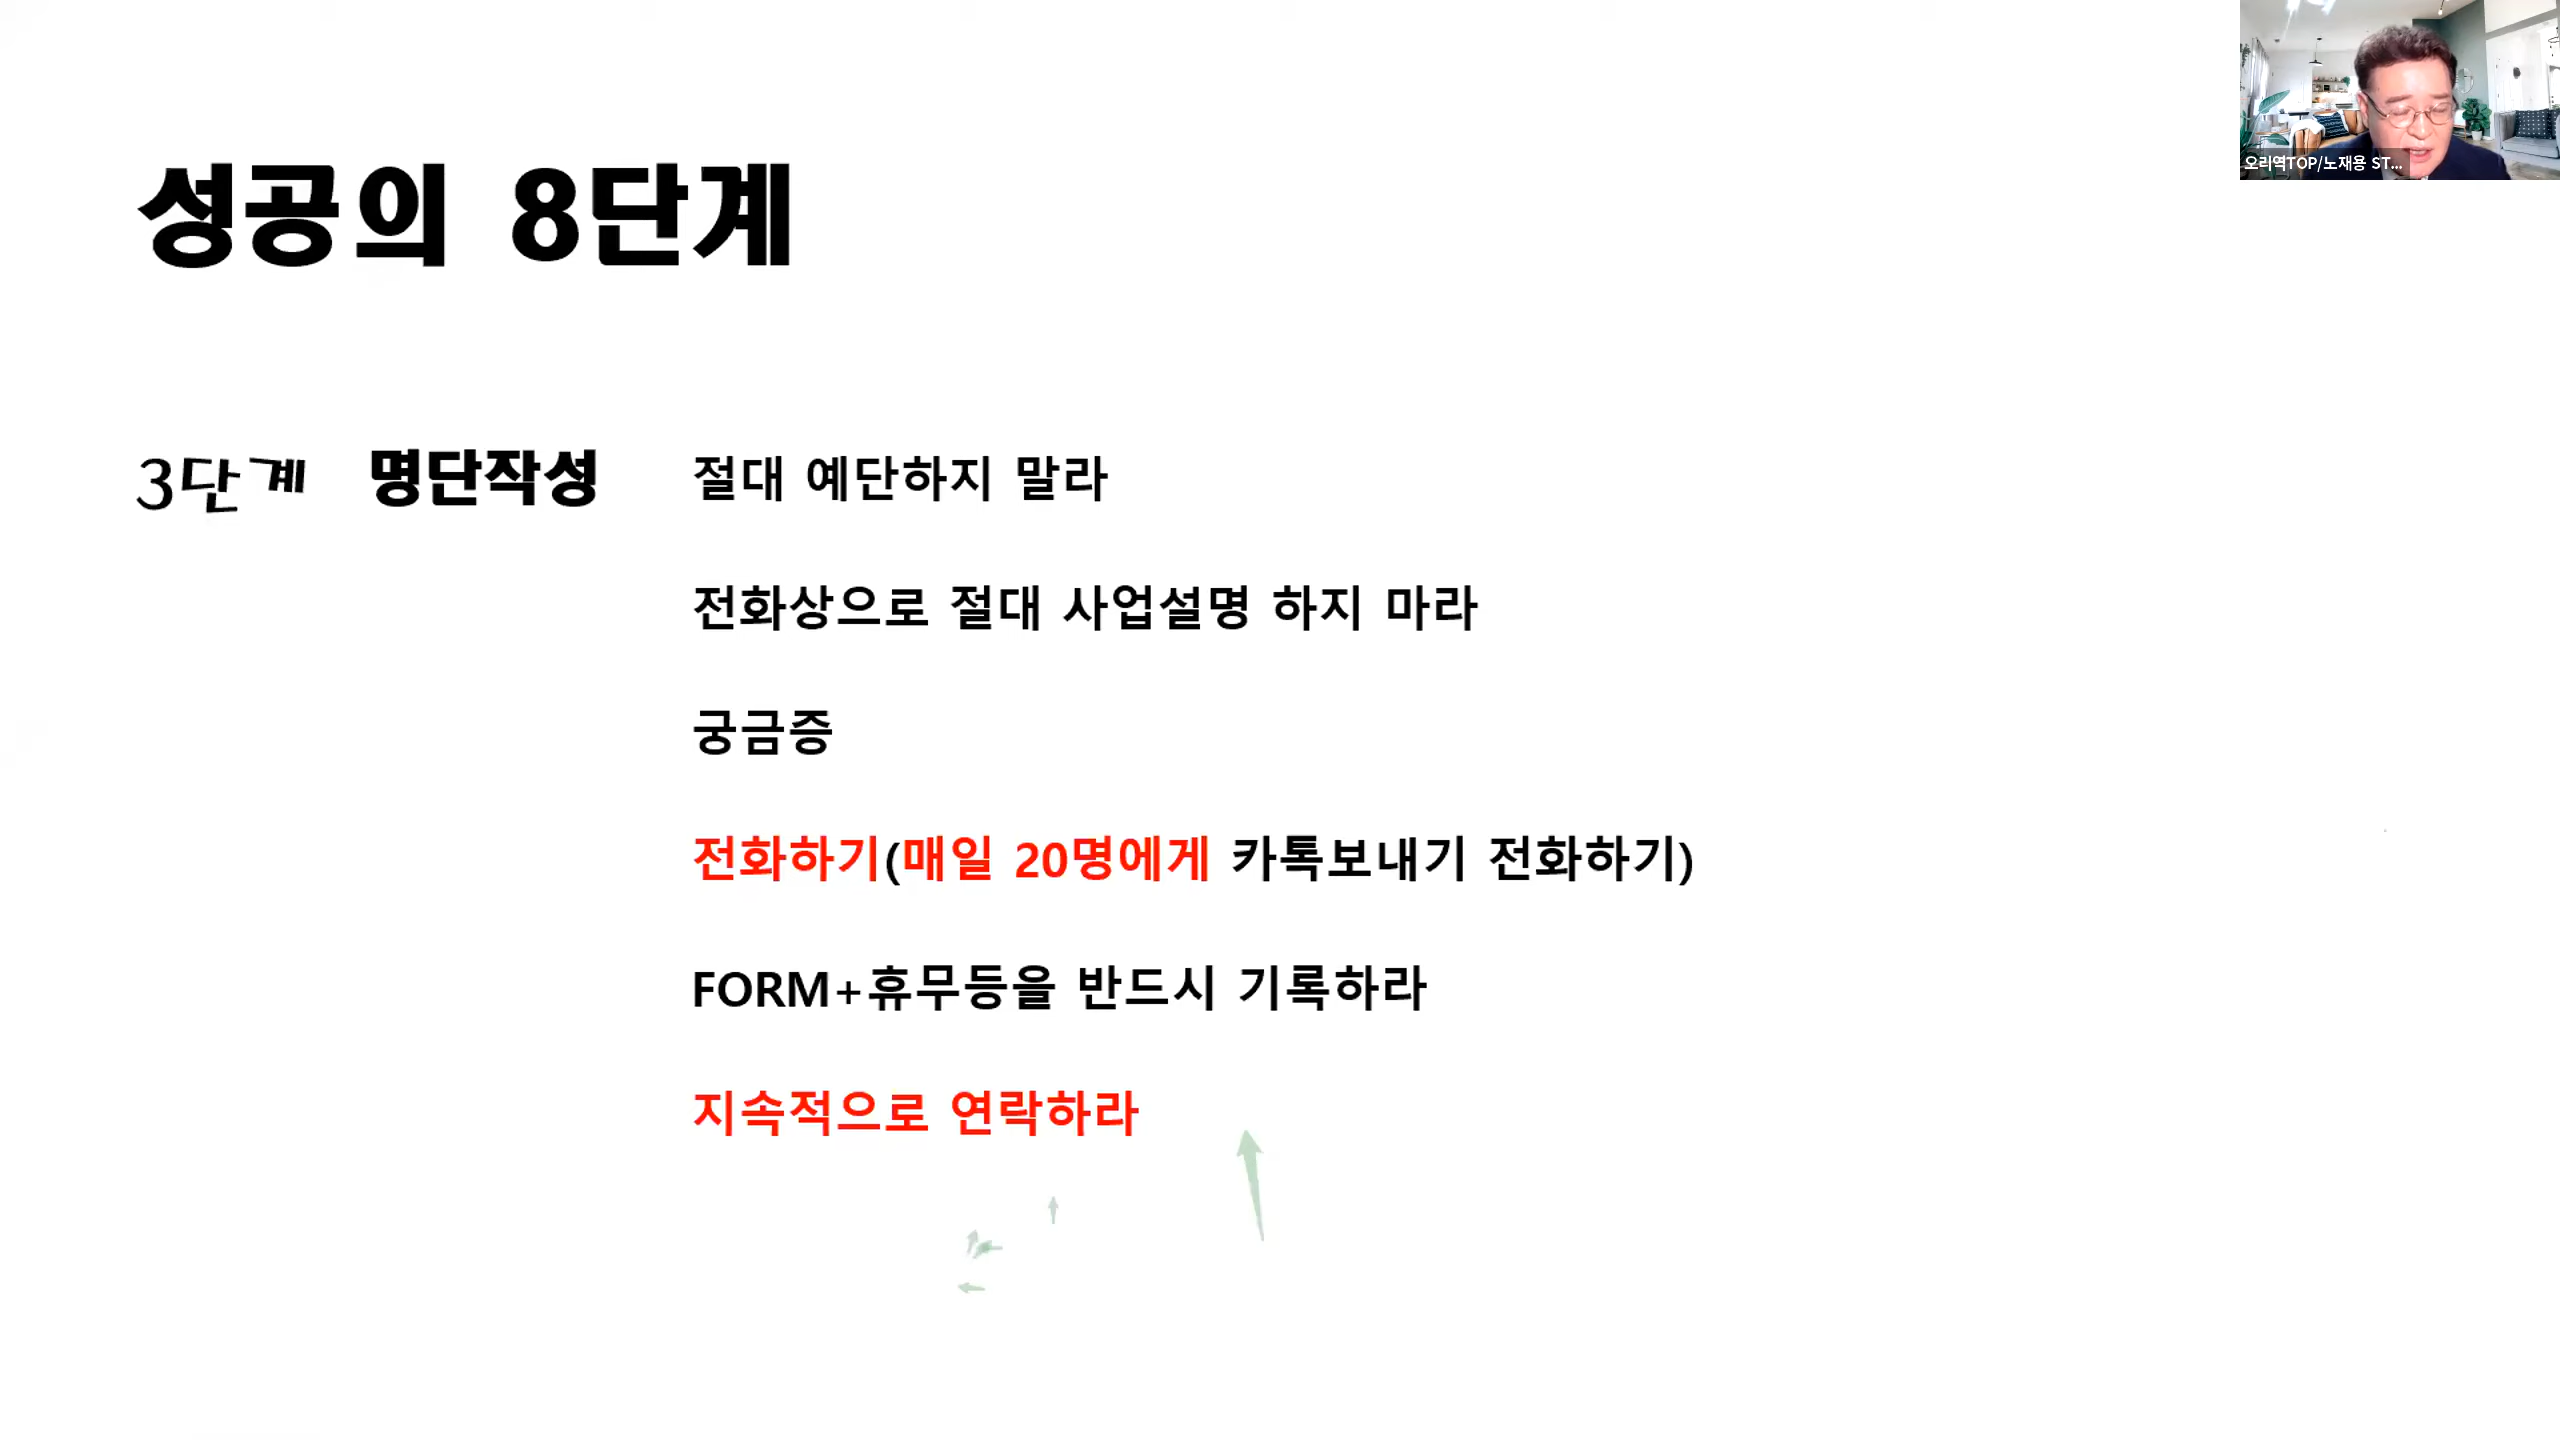 오리역TOP/노재용 ST...
성공의 8단계
3단계 명단작성 절대 예단하지 말라
전화상으로 절대 사업설명 하지 마라
궁금증
전화하기(매일 20명에게 카톡보내기 전화하기)
FORM+휴무등을 반드시 기록하라
지속적으로 연락하라